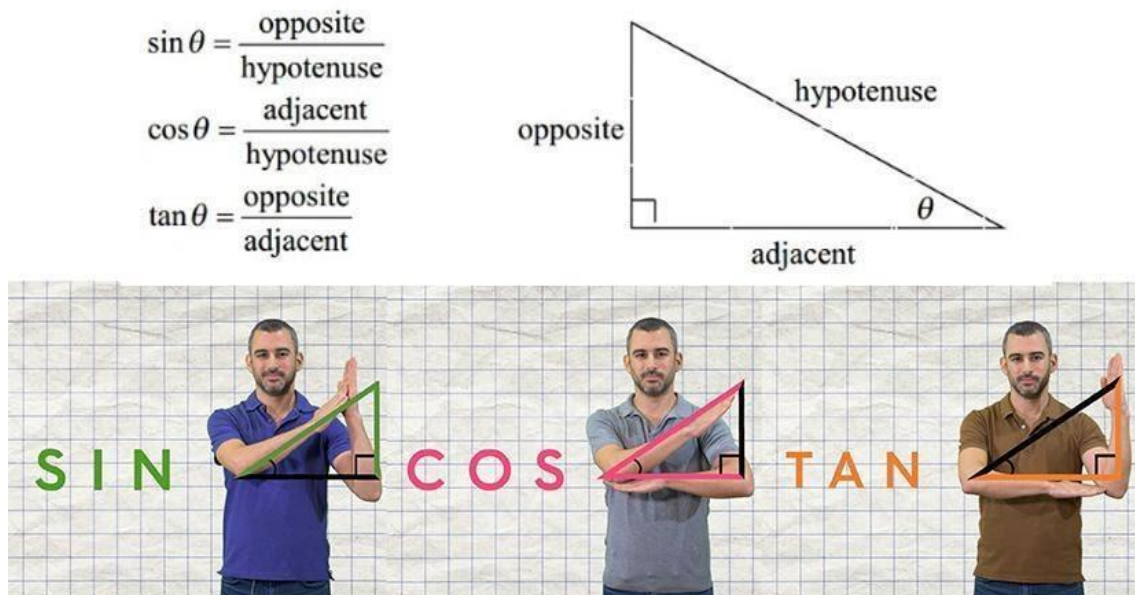 sin θ = opposite / hypotenuse
cos θ = adjacent / hypotenuse
tan θ = opposite / adjacent
opposite
hypotenuse
θ
adjacent
SIN
COS
TAN